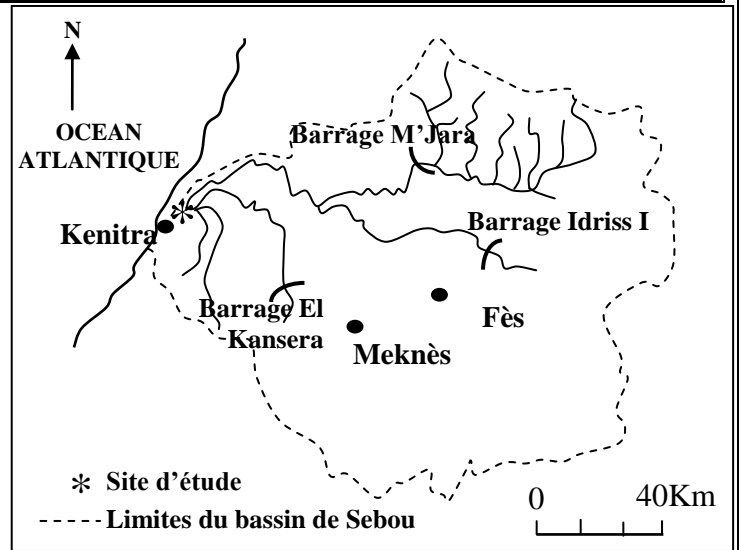 N
OCEAN
ATLANTIQUE
Barrage M'Jara
Barrage Idriss I
Kenitra
Barrage El
Kansera
Fès
Meknès
✻ Site d'étude
----- Limites du bassin de Sebou
0 40Km